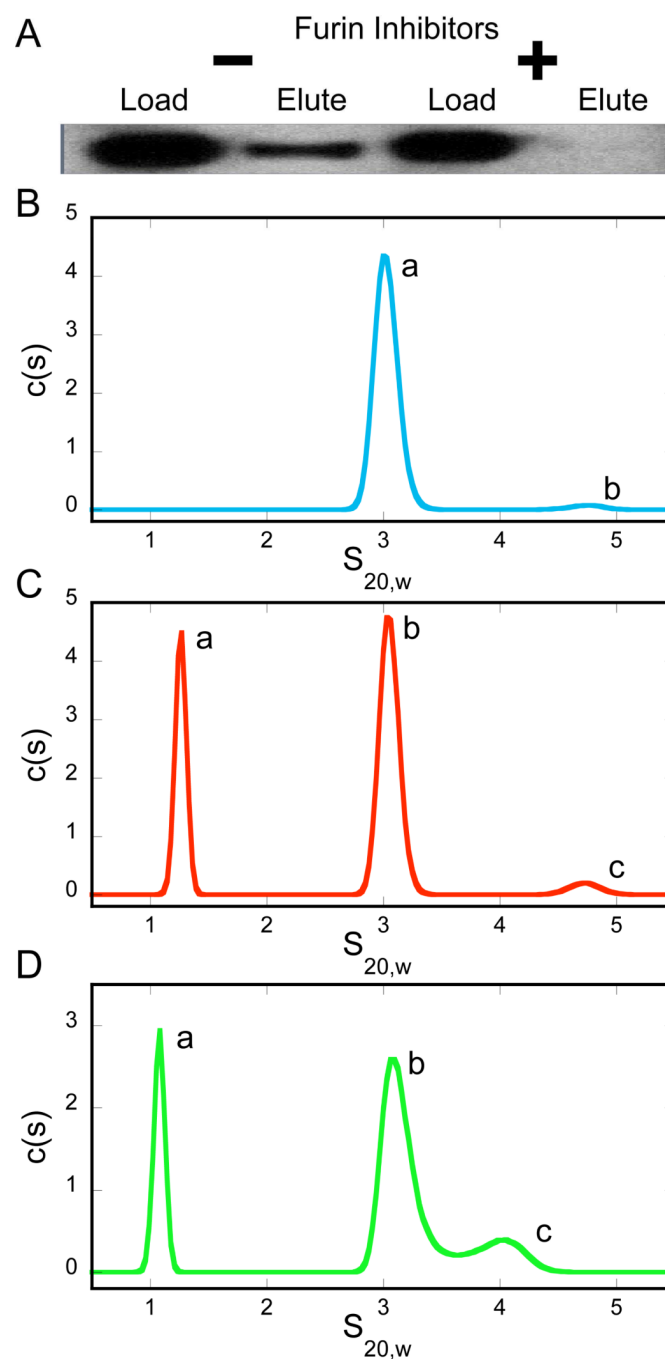 A
Furin Inhibitors
− +
Load Elute Load Elute
B
5
4
3
2
1
0
c(s)
a
b
1 2 3 4 5
S20,w
C
5
4
3
2
1
0
c(s)
a
b
c
1 2 3 4 5
S20,w
D
3
2
1
0
c(s)
a
b
c
1 2 3 4 5
S20,w